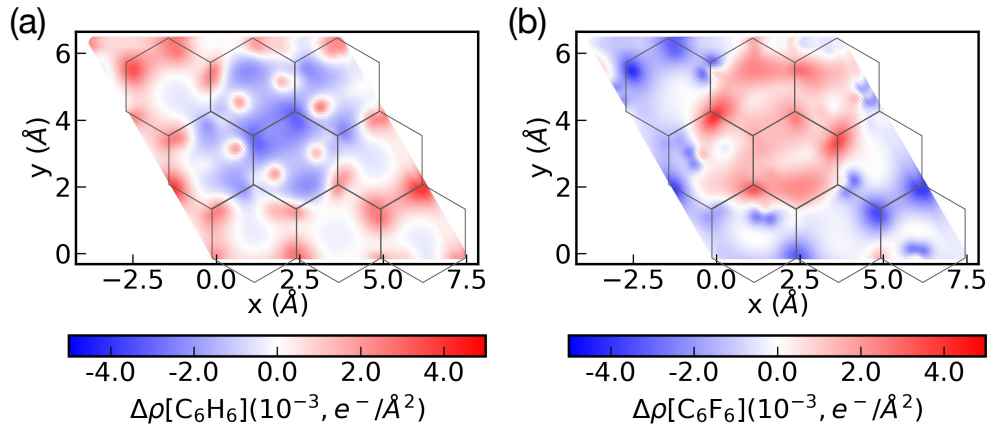 (a)
(b)
6
4
2
0
y (Å)
−2.5 0.0 2.5 5.0 7.5
x (Å)
6
4
2
0
y (Å)
−2.5 0.0 2.5 5.0 7.5
x (Å)
-4.0 -2.0 0.0 2.0 4.0
Δρ[C₆H₆](10⁻³, e⁻/Å²)
-4.0 -2.0 0.0 2.0 4.0
Δρ[C₆F₆](10⁻³, e⁻/Å²)